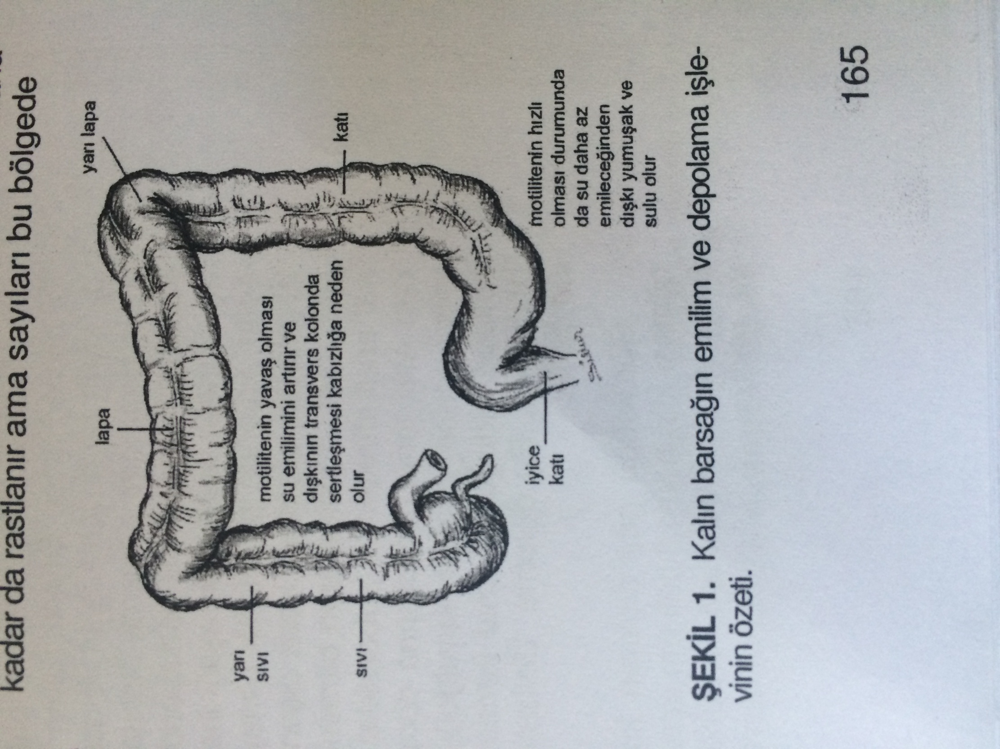 kadar da rastlanır ama sayıları bu bölgede
yarı lapa
lapa
katı
yarı
sıvı
sıvı
motilitenin yavaş olması
su emilimini artırır ve
dışkının transvers kolonda
sertleşmesi kabızlığa neden
olur
iyice
katı
motilitenin hızlı
olması durumunda
da su daha az
emileceğinden
dışkı yumuşak ve
sulu olur
ŞEKİL 1. Kalın barsağın emilim ve depolama işle-
vinin özeti.
165